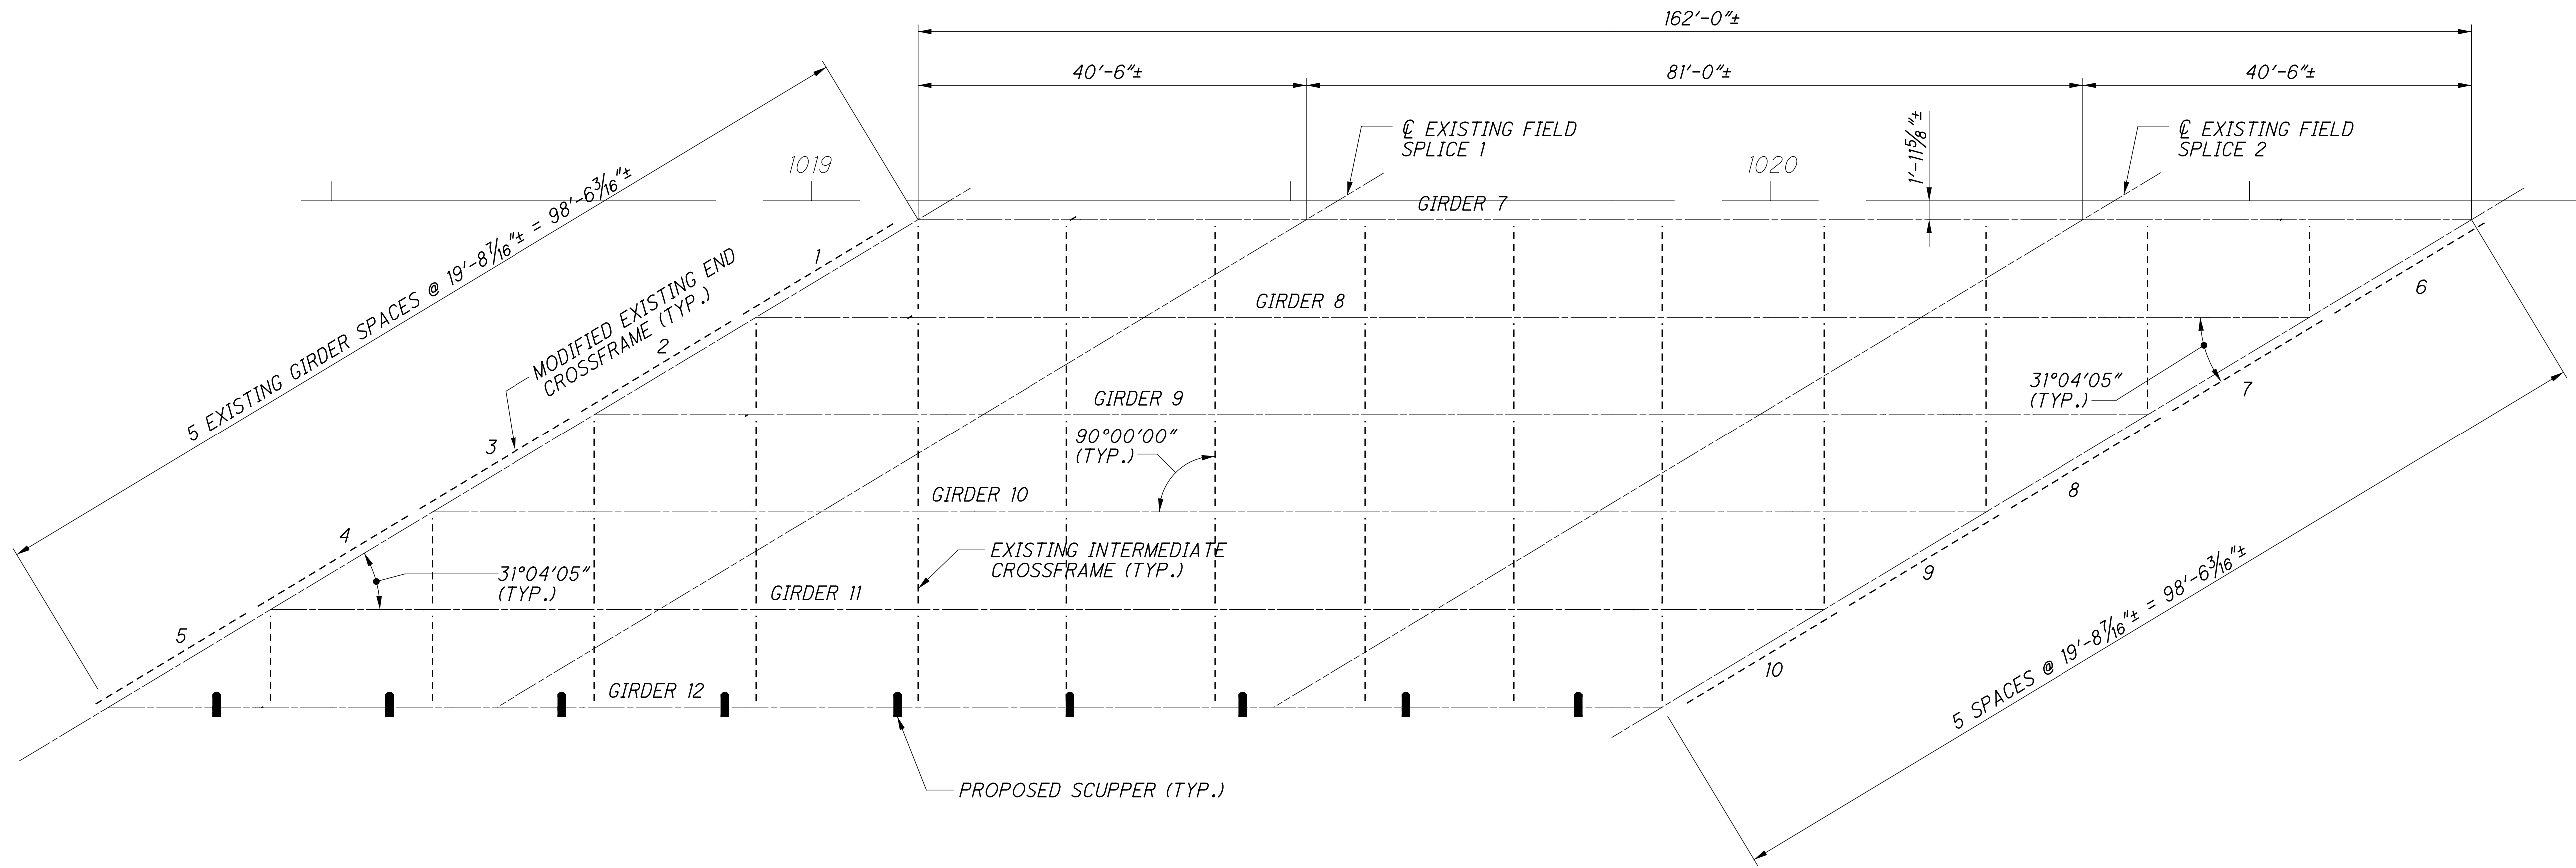 162'-0"±
40'-6"±
81'-0"±
40'-6"±
℄ EXISTING FIELD
SPLICE 1
1'-11⅝"±
℄ EXISTING FIELD
SPLICE 2
1019
1020
5 EXISTING GIRDER SPACES @ 19'-8 7/16"± = 98'-6 3/16"±
GIRDER 7
MODIFIED EXISTING END
CROSSFRAME (TYP.)
1
2
3
4
5
GIRDER 8
6
31°04'05"
(TYP.)
7
GIRDER 9
90°00'00"
(TYP.)
8
GIRDER 10
EXISTING INTERMEDIATE
CROSSFRAME (TYP.)
9
31°04'05"
(TYP.)
GIRDER 11
10
5 SPACES @ 19'-8 7/16"± = 98'-6 3/16"±
GIRDER 12
PROPOSED SCUPPER (TYP.)